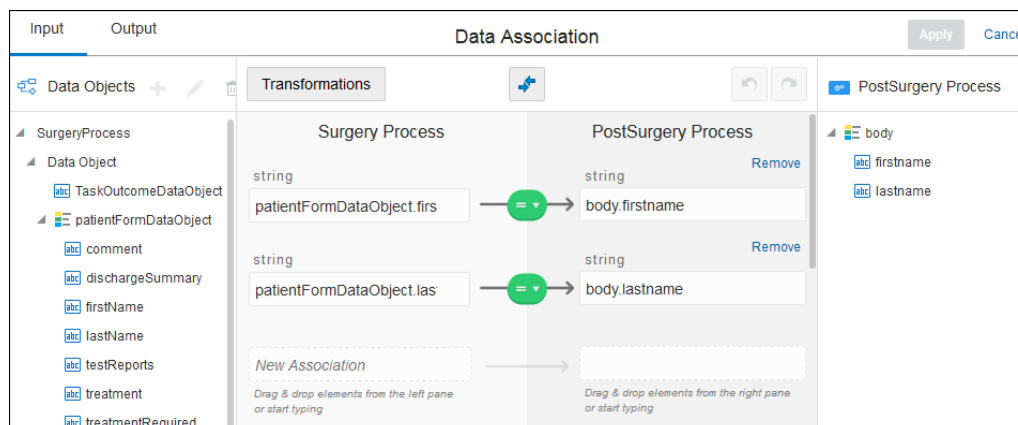 Input Output
Data Association
Apply Cance
Data Objects
Transformations
PostSurgery Process
SurgeryProcess
Data Object
TaskOutcomeDataObject
patientFormDataObject
comment
dischargeSummary
firstName
lastName
testReports
treatment
treatmentRequired
Surgery Process
PostSurgery Process
Remove
string
string
patientFormDataObject.firs
=
body.firstname
Remove
string
string
patientFormDataObject.las
=
body.lastname
New Association
Drag & drop elements from the left pane
or start typing
Drag & drop elements from the right pane
or start typing
body
firstname
lastname